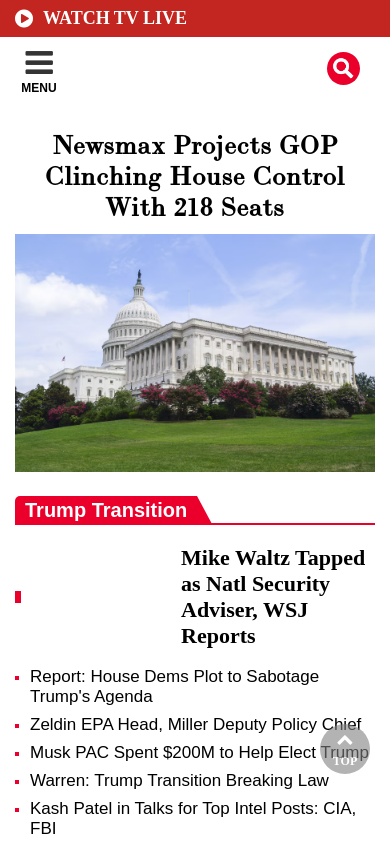 WATCH TV LIVE
MENU
Newsmax Projects GOP
Clinching House Control
With 218 Seats
Trump Transition
Mike Waltz Tapped
as Natl Security
Adviser, WSJ
Reports
Report: House Dems Plot to Sabotage
Trump's Agenda
Zeldin EPA Head, Miller Deputy Policy Chief
Musk PAC Spent $200M to Help Elect Trump
TOP
Warren: Trump Transition Breaking Law
Kash Patel in Talks for Top Intel Posts: CIA,
FBI